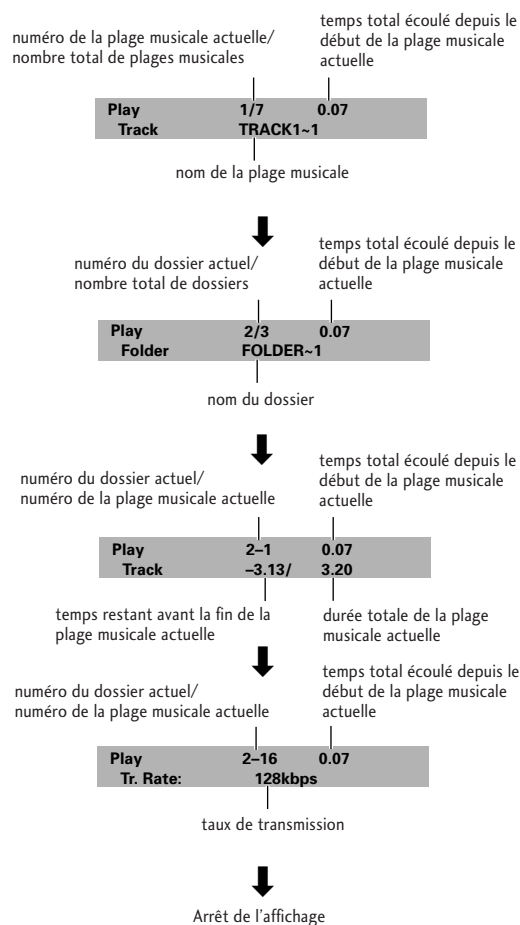 numéro de la plage musicale actuelle/
nombre total de plages musicales
temps total écoulé depuis le
début de la plage musicale
actuelle
Play 1/7 0.07
Track TRACK1~1
nom de la plage musicale
numéro du dossier actuel/
nombre total de dossiers
temps total écoulé depuis le
début de la plage musicale
actuelle
Play 2/3 0.07
Folder FOLDER~1
nom du dossier
numéro du dossier actuel/
numéro de la plage musicale actuelle
temps total écoulé depuis le
début de la plage musicale
actuelle
Play 2–1 0.07
Track –3.13/ 3.20
temps restant avant la fin de la
plage musicale actuelle
durée totale de la plage
musicale actuelle
numéro du dossier actuel/
numéro de la plage musicale actuelle
temps total écoulé depuis le
début de la plage musicale
actuelle
Play 2–16 0.07
Tr. Rate: 128kbps
taux de transmission
Arrêt de l'affichage